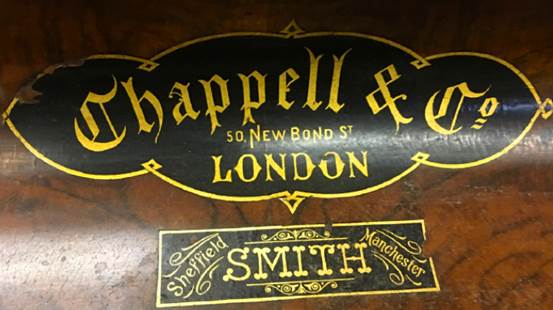 Chappell & Co
50, New Bond St
LONDON
Sheffield SMITH Manchester